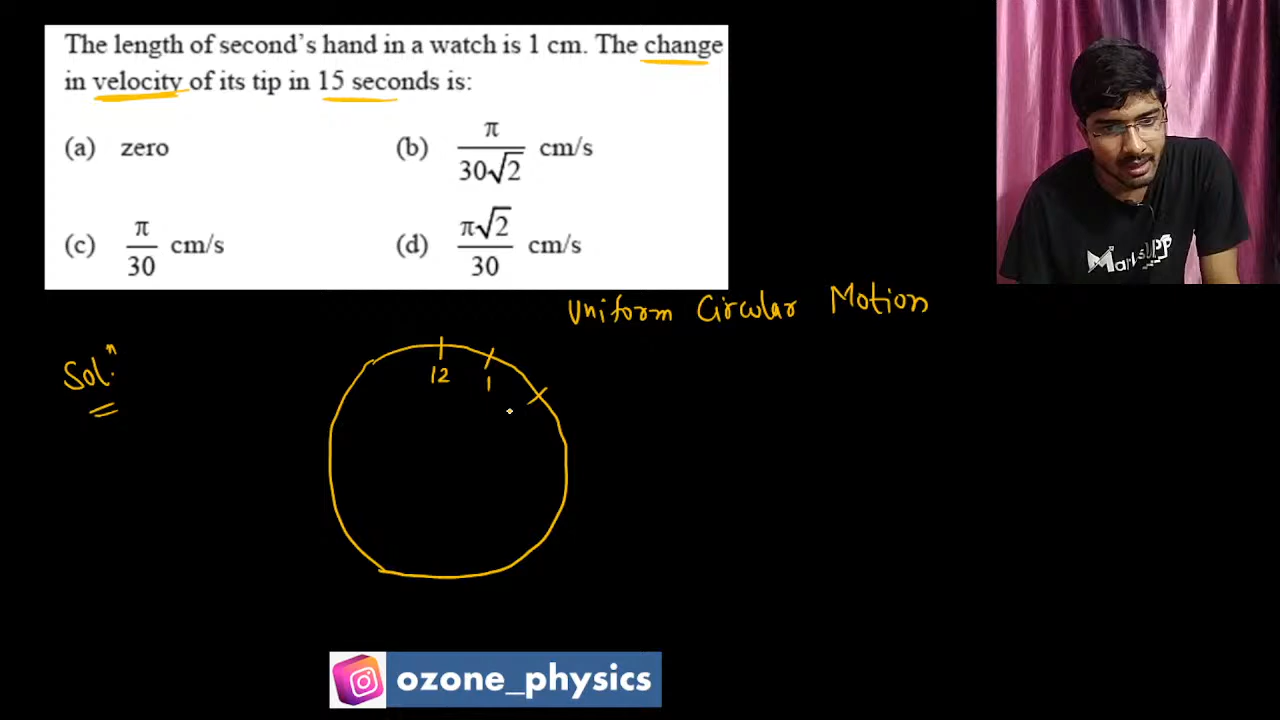 The length of second’s hand in a watch is 1 cm. The change
in velocity of its tip in 15 seconds is:
(a) zero
(b) π/30√2 cm/s
(c) π/30 cm/s
(d) π√2/30 cm/s
Uniform Circular Motion
Solⁿ.
12
1
ozone_physics